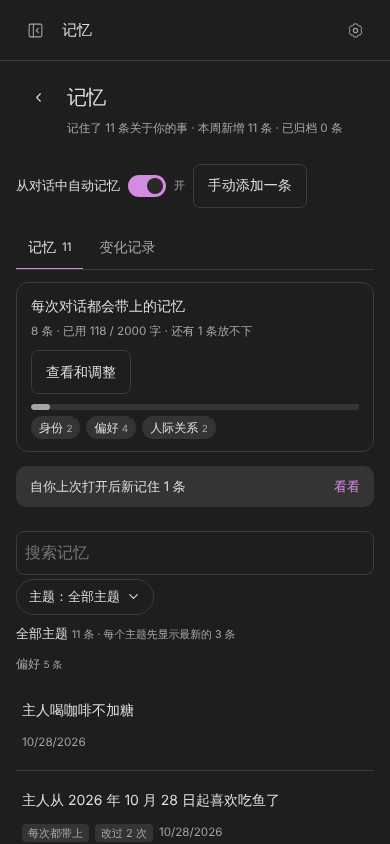 记忆
记忆
记住了 11 条关于你的事 · 本周新增 11 条 · 已归档 0 条
从对话中自动记忆 开 手动添加一条
记忆 11 变化记录
每次对话都会带上的记忆
8 条 · 已用 118 / 2000 字 · 还有 1 条放不下
查看和调整
身份 2 偏好 4 人际关系 2
自你上次打开后新记住 1 条 看看
搜索记忆
主题：全部主题
全部主题 11 条 · 每个主题先显示最新的 3 条
偏好 5 条
主人喝咖啡不加糖
10/28/2026
主人从 2026 年 10 月 28 日起喜欢吃鱼了
每次都带上 改过 2 次 10/28/2026